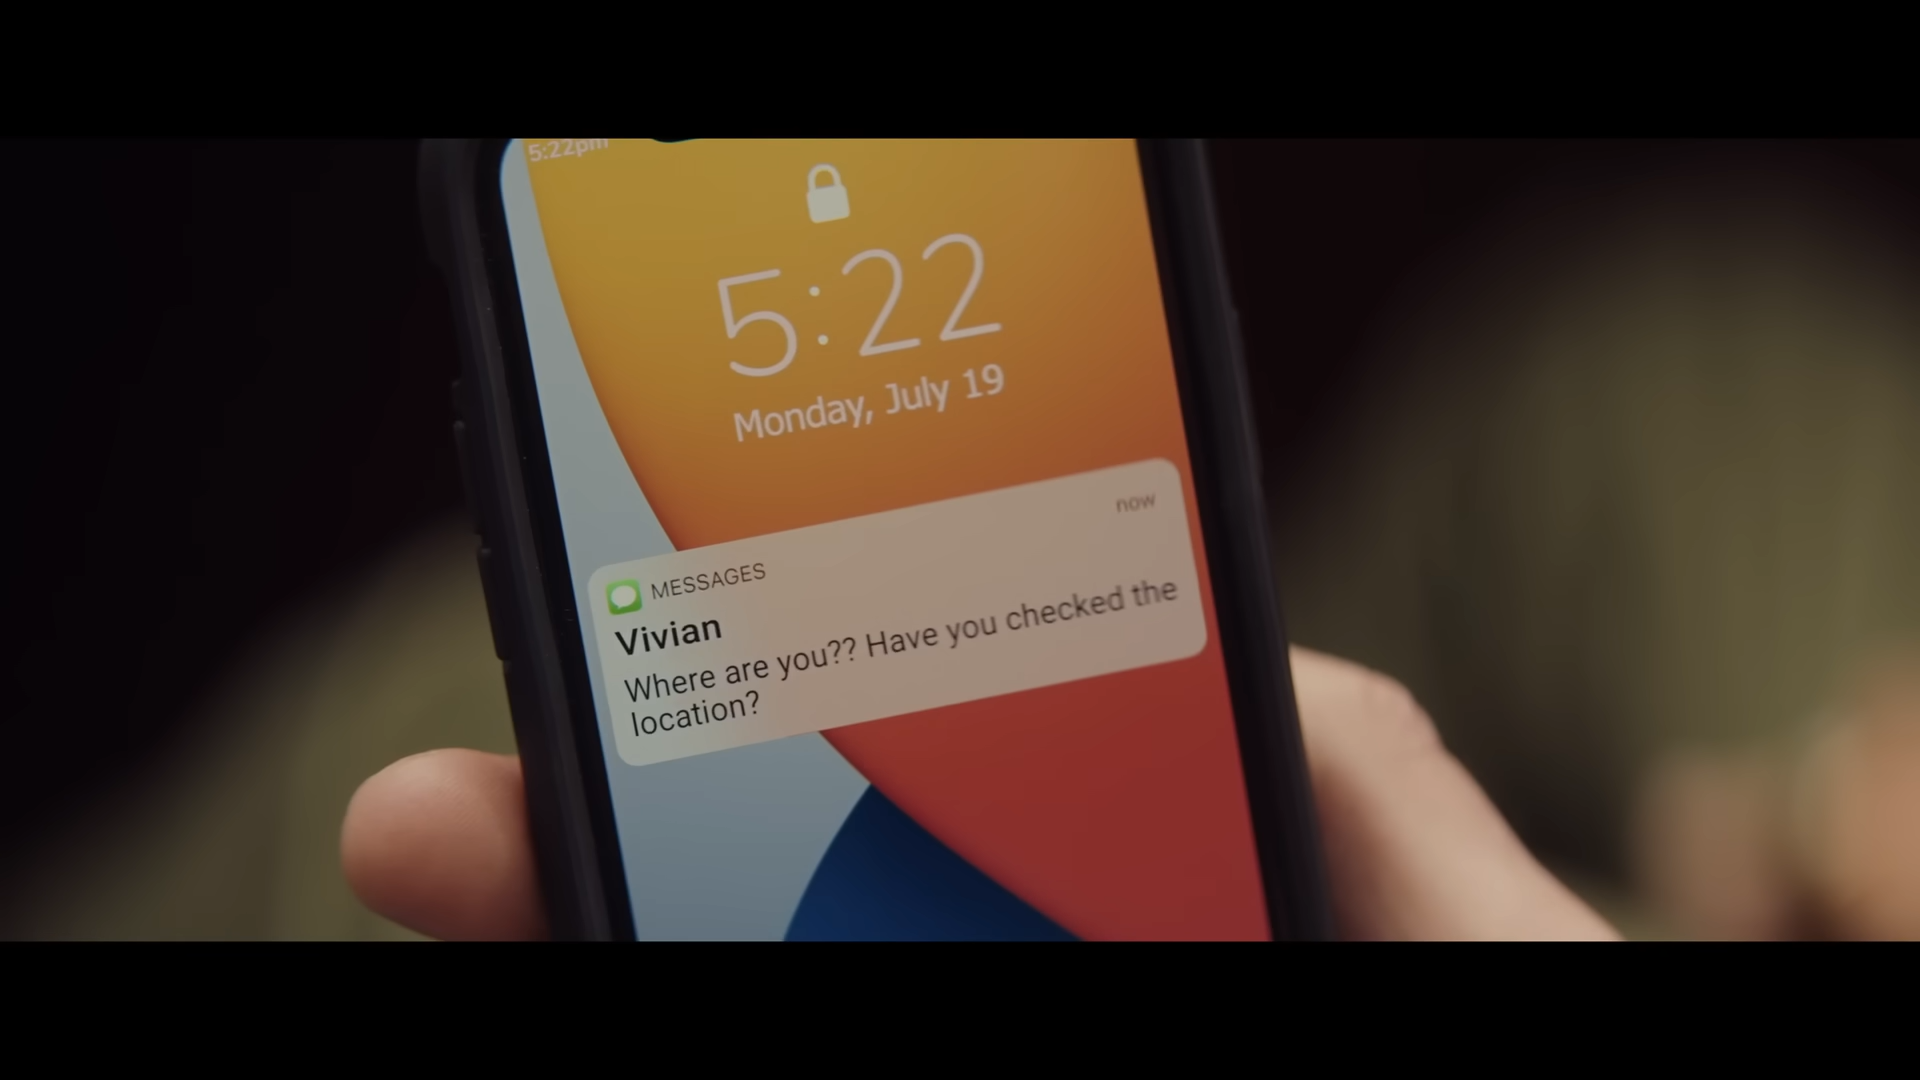 5:22pm
5:22
Monday, July 19
now
MESSAGES
Vivian
Where are you?? Have you checked the
location?